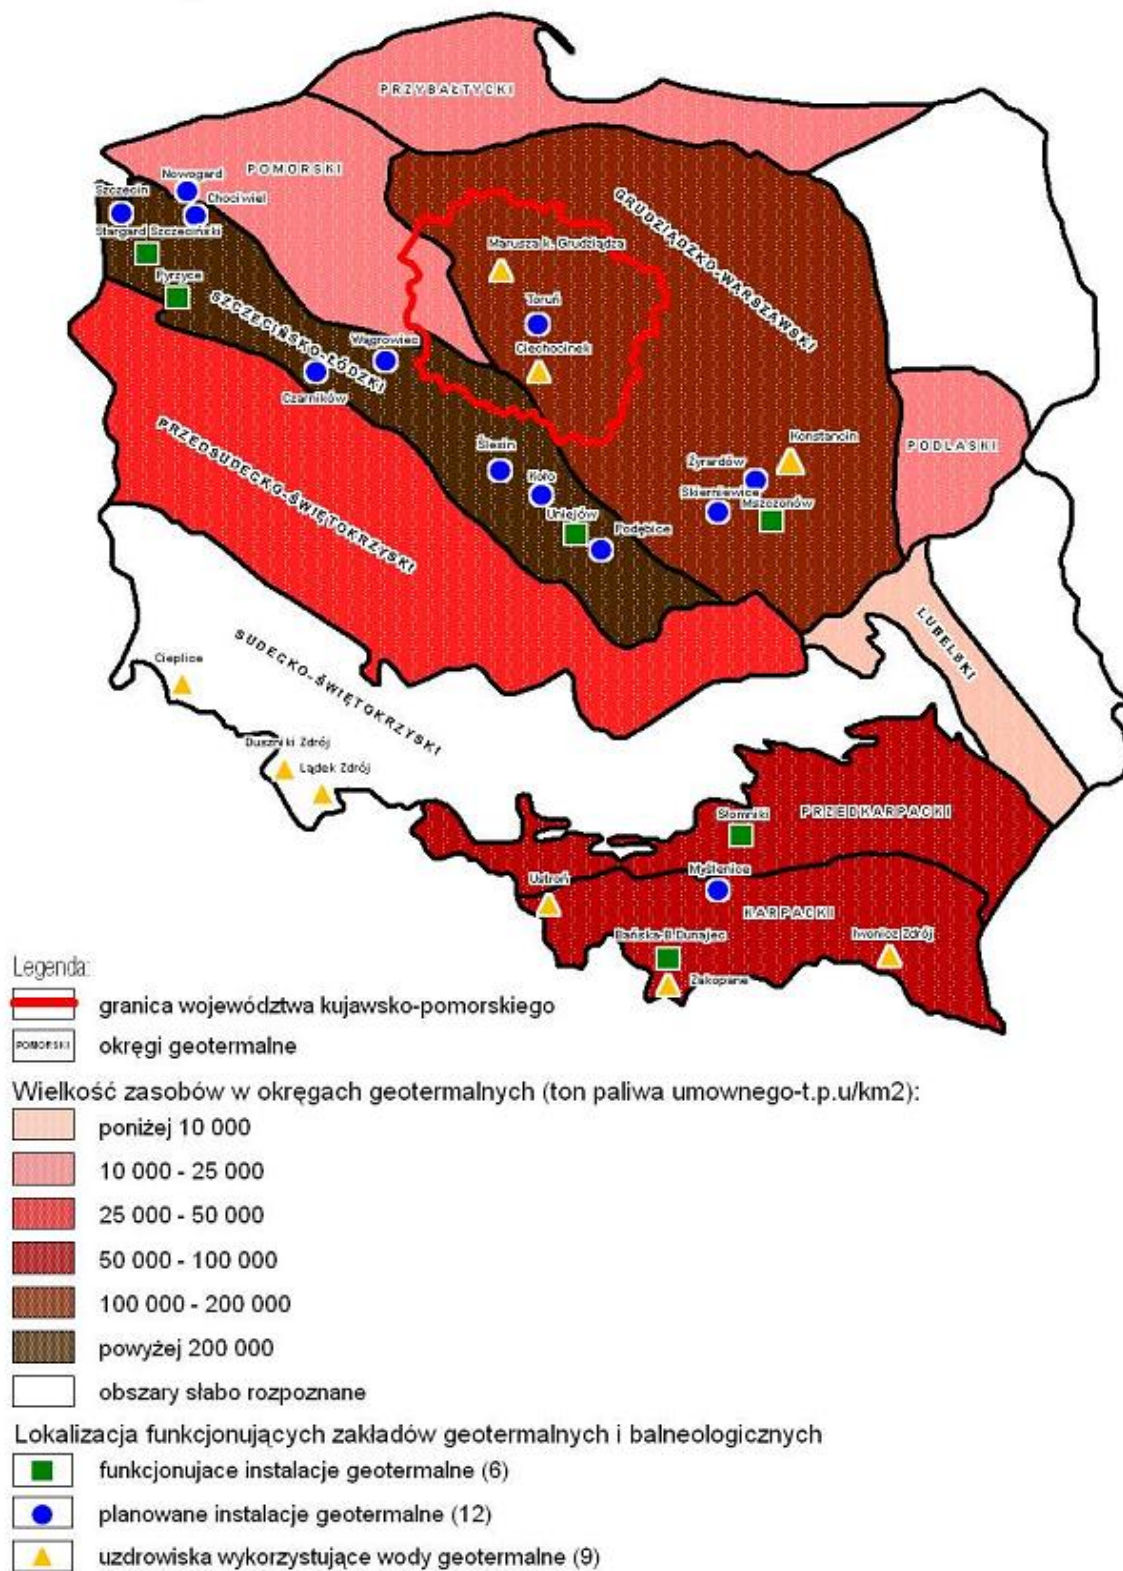 PRZYBAŁTYCKI
POMORSKI
Nowogard
Szczecin
Chociwiel
Stargard Szczeciński
Pyrzyce
GRUDZIĄDZKO-WARSZAWSKI
Marusza k. Grudziądza
Toruń
Ciechocinek
SZCZECIŃSKO-ŁÓDZKI
Wągrowiec
Czarników
PRZEDSUDECKO-ŚWIĘTOKRZYSKI
Ślesin
Koło
Uniejów
Podębice
Konstancin
Żyrardów
Skierniewice
Mszczonów
PODLASKI
LUBELSKI
SUDECKO-ŚWIĘTOKRZYSKI
Cieplice
Duszniki Zdrój
Lądek Zdrój
Słomniki
PRZEDKARPACKI
Myślenice
Ustroń
KARPACKI
Bańska-B.Dunajec
Iwonicz Zdrój
Zakopane
Legenda:
granica województwa kujawsko-pomorskiego
POMORSKI okręgi geotermalne
Wielkość zasobów w okręgach geotermalnych (ton paliwa umownego-t.p.u/km2):
poniżej 10 000
10 000 - 25 000
25 000 - 50 000
50 000 - 100 000
100 000 - 200 000
powyżej 200 000
obszary słabo rozpoznane
Lokalizacja funkcjonujących zakładów geotermalnych i balneologicznych
funkcjonujace instalacje geotermalne (6)
planowane instalacje geotermalne (12)
uzdrowiska wykorzystujące wody geotermalne (9)